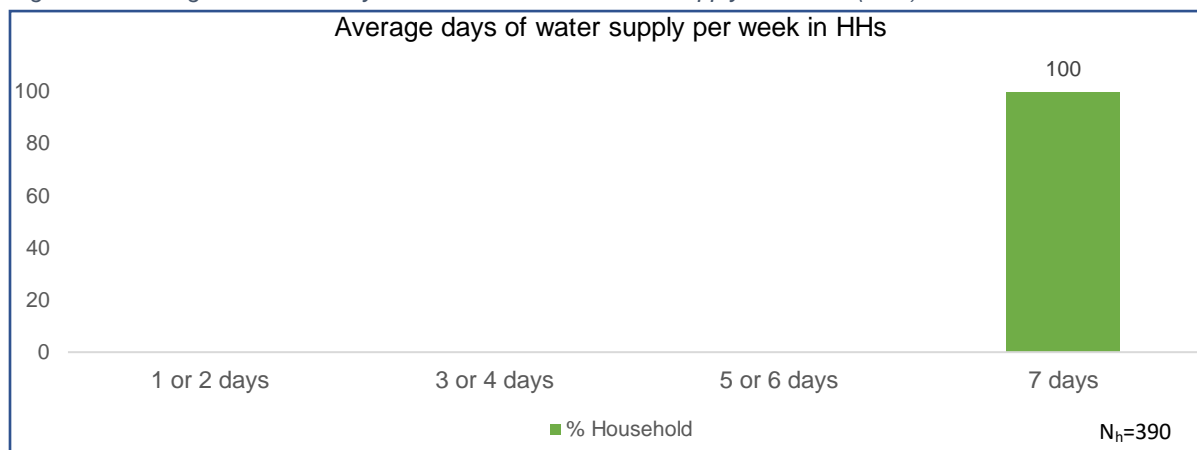 Average days of water supply per week in HHs
100
100
80
60
40
20
0
1 or 2 days
3 or 4 days
5 or 6 days
7 days
% Household
Nₕ=390